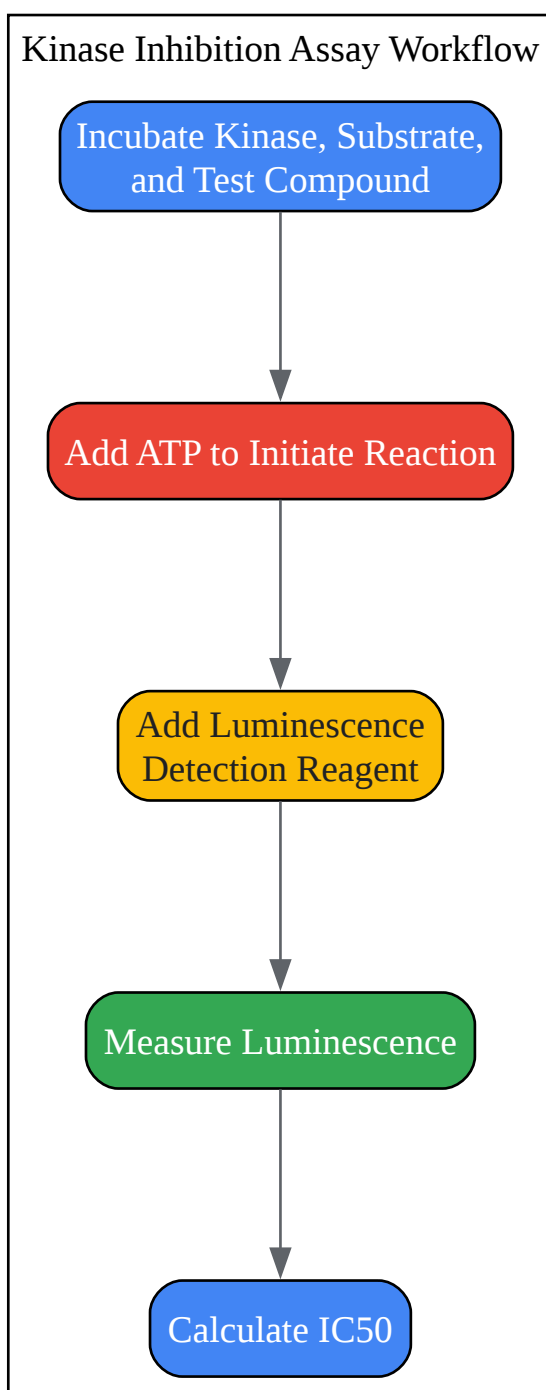 Kinase Inhibition Assay Workflow
Incubate Kinase, Substrate,
and Test Compound
Add ATP to Initiate Reaction
Add Luminescence
Detection Reagent
Measure Luminescence
Calculate IC50